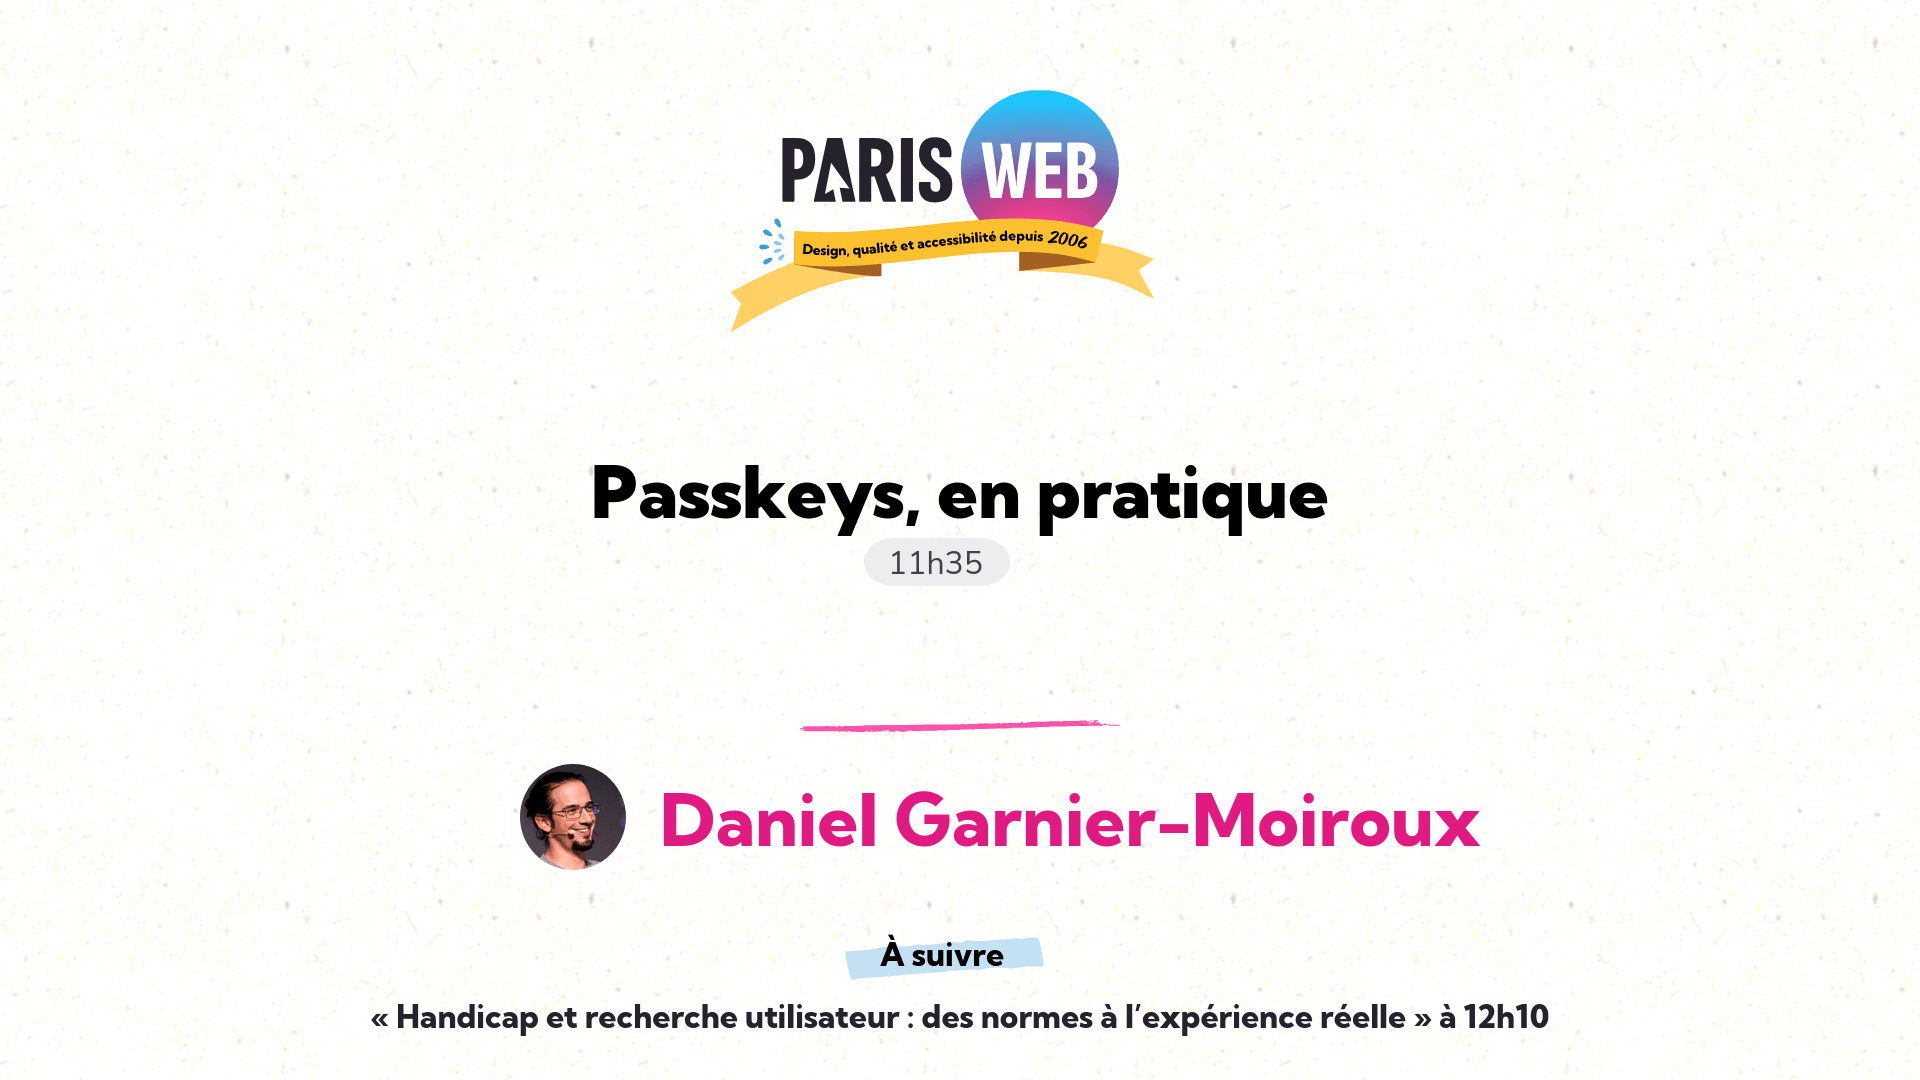 PARIS WEB
Design, qualité et accessibilité depuis 2006
Passkeys, en pratique
11h35
Daniel Garnier-Moiroux
À suivre
« Handicap et recherche utilisateur : des normes à l’expérience réelle » à 12h10